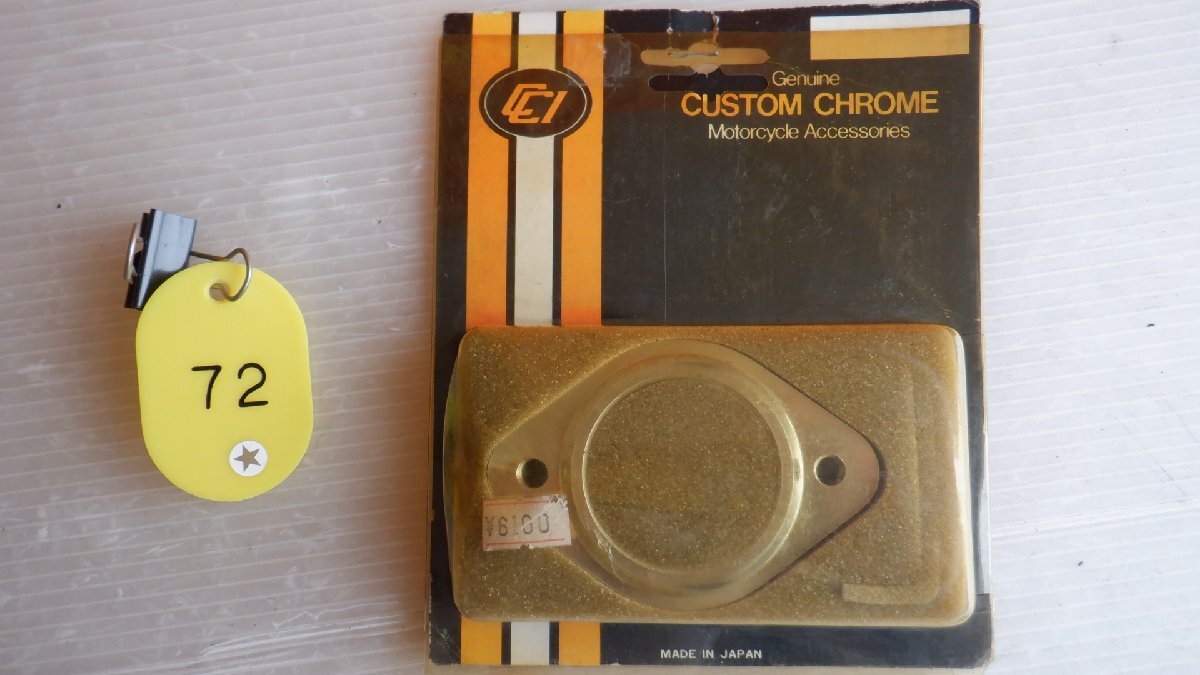 72
CCI
Genuine
CUSTOM CHROME
Motorcycle Accessories
¥6100
MADE IN JAPAN